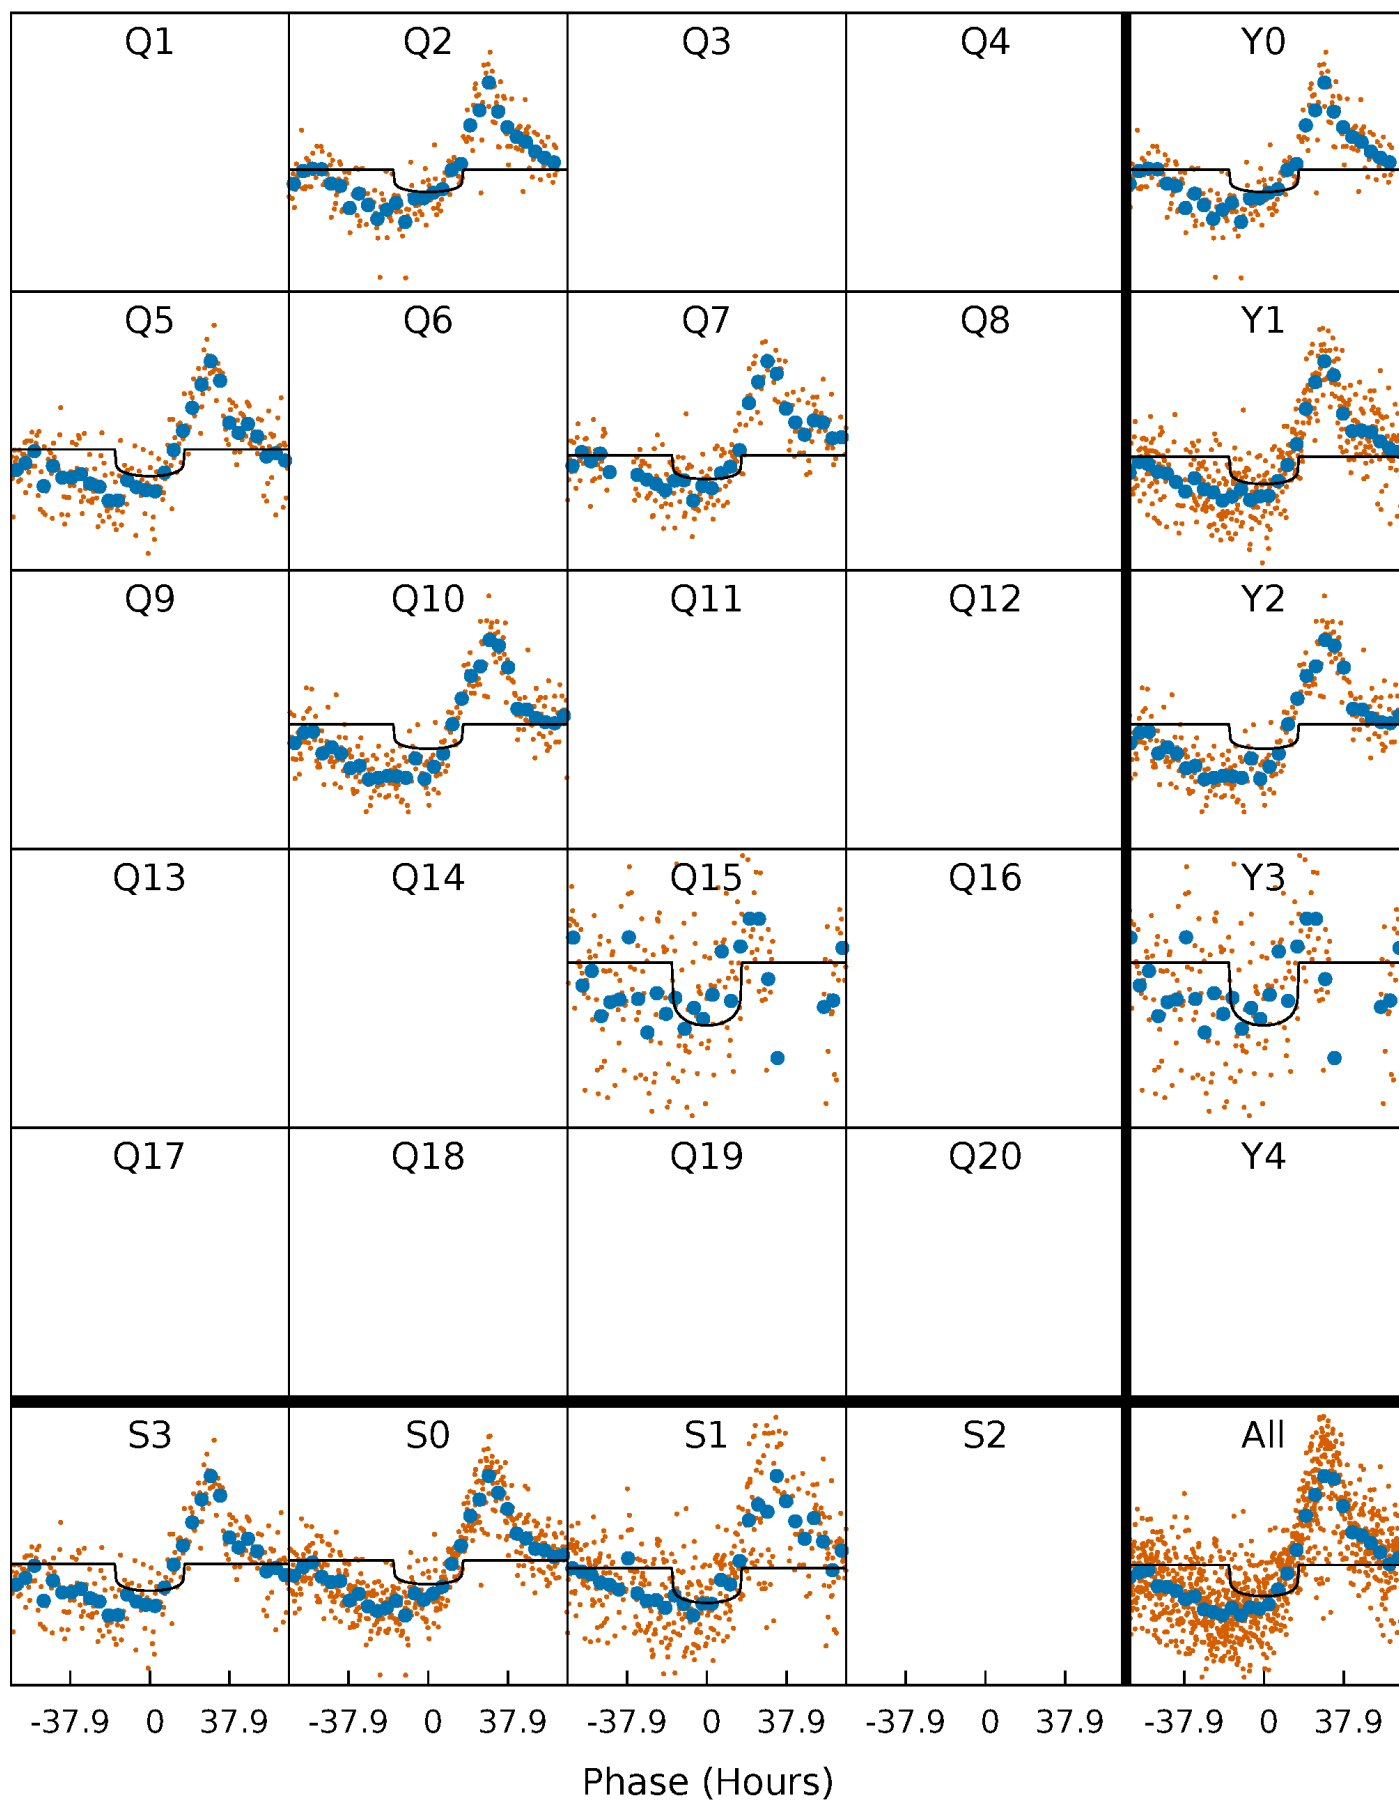 Q1 Q2 Q3 Q4 Y0
Q5 Q6 Q7 Q8 Y1
Q9 Q10 Q11 Q12 Y2
Q13 Q14 Q15 Q16 Y3
Q17 Q18 Q19 Q20 Y4
S3 S0 S1 S2 All
-37.9 0 37.9 -37.9 0 37.9 -37.9 0 37.9 -37.9 0 37.9 -37.9 0 37.9
Phase (Hours)